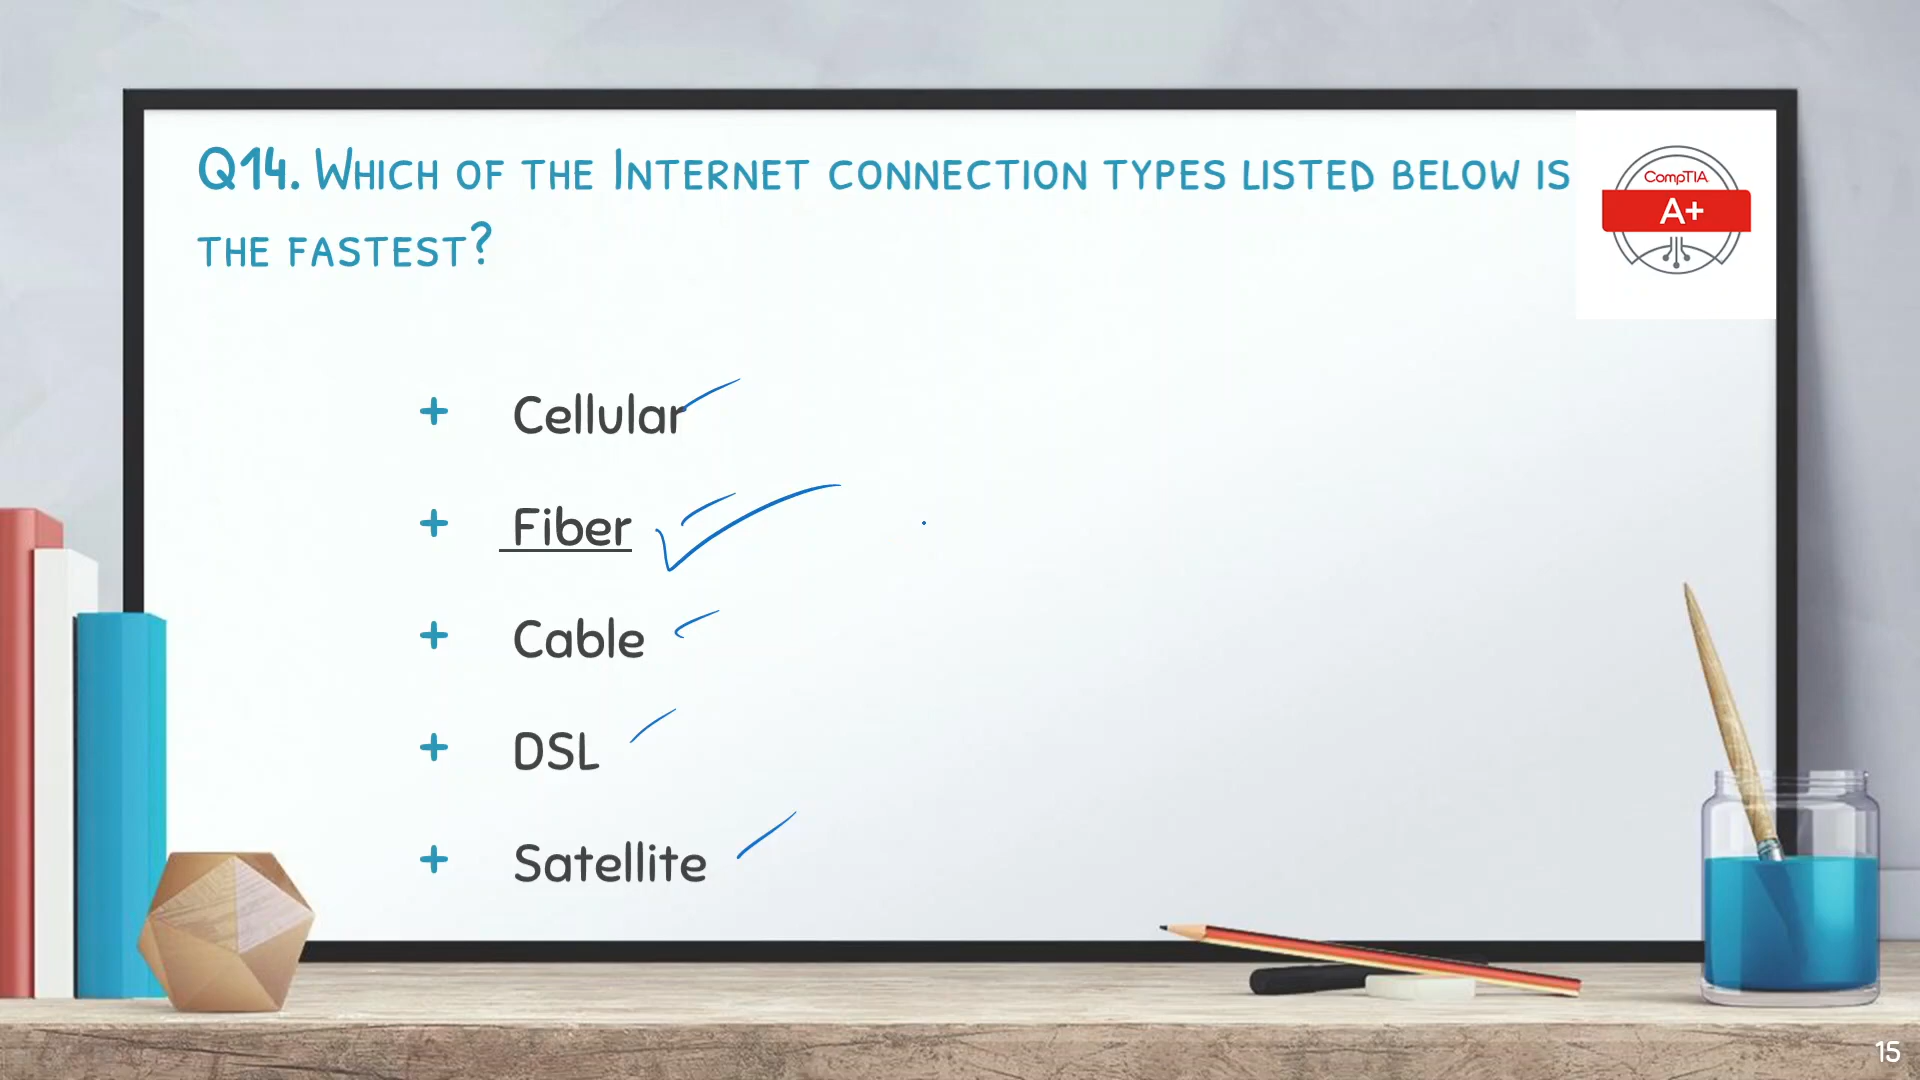 Q14. Which of the Internet connection types listed below is
the fastest?
CompTIA
A+
+ Cellular
+ Fiber
+ Cable
+ DSL
+ Satellite
15